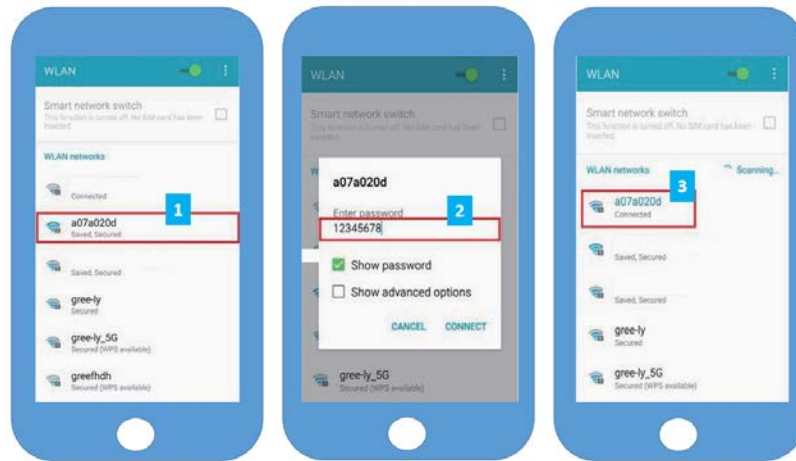 WLAN
Smart network switch
This function is turned off. No SIM card has been
inserted.
WLAN networks
Connected
1
a07a020d
Saved, Secured
Saved, Secured
gree-ly
Secured
gree-ly_5G
Secured (WPS available)
greefhdh
Secured (WPS available)
WLAN
Smart network switch
This function is turned off. No SIM card has been
inserted.
W
a07a020d
Enter password
2
12345678
Show password
Show advanced options
CANCEL CONNECT
gree-ly_5G
Secured (WPS available)
WLAN
Smart network switch
This function is turned off. No SIM card has been
inserted.
WLAN networks Scanning..
3
a07a020d
Connected
Saved, Secured
Saved, Secured
gree-ly
Secured
gree-ly_5G
Secured (WPS available)